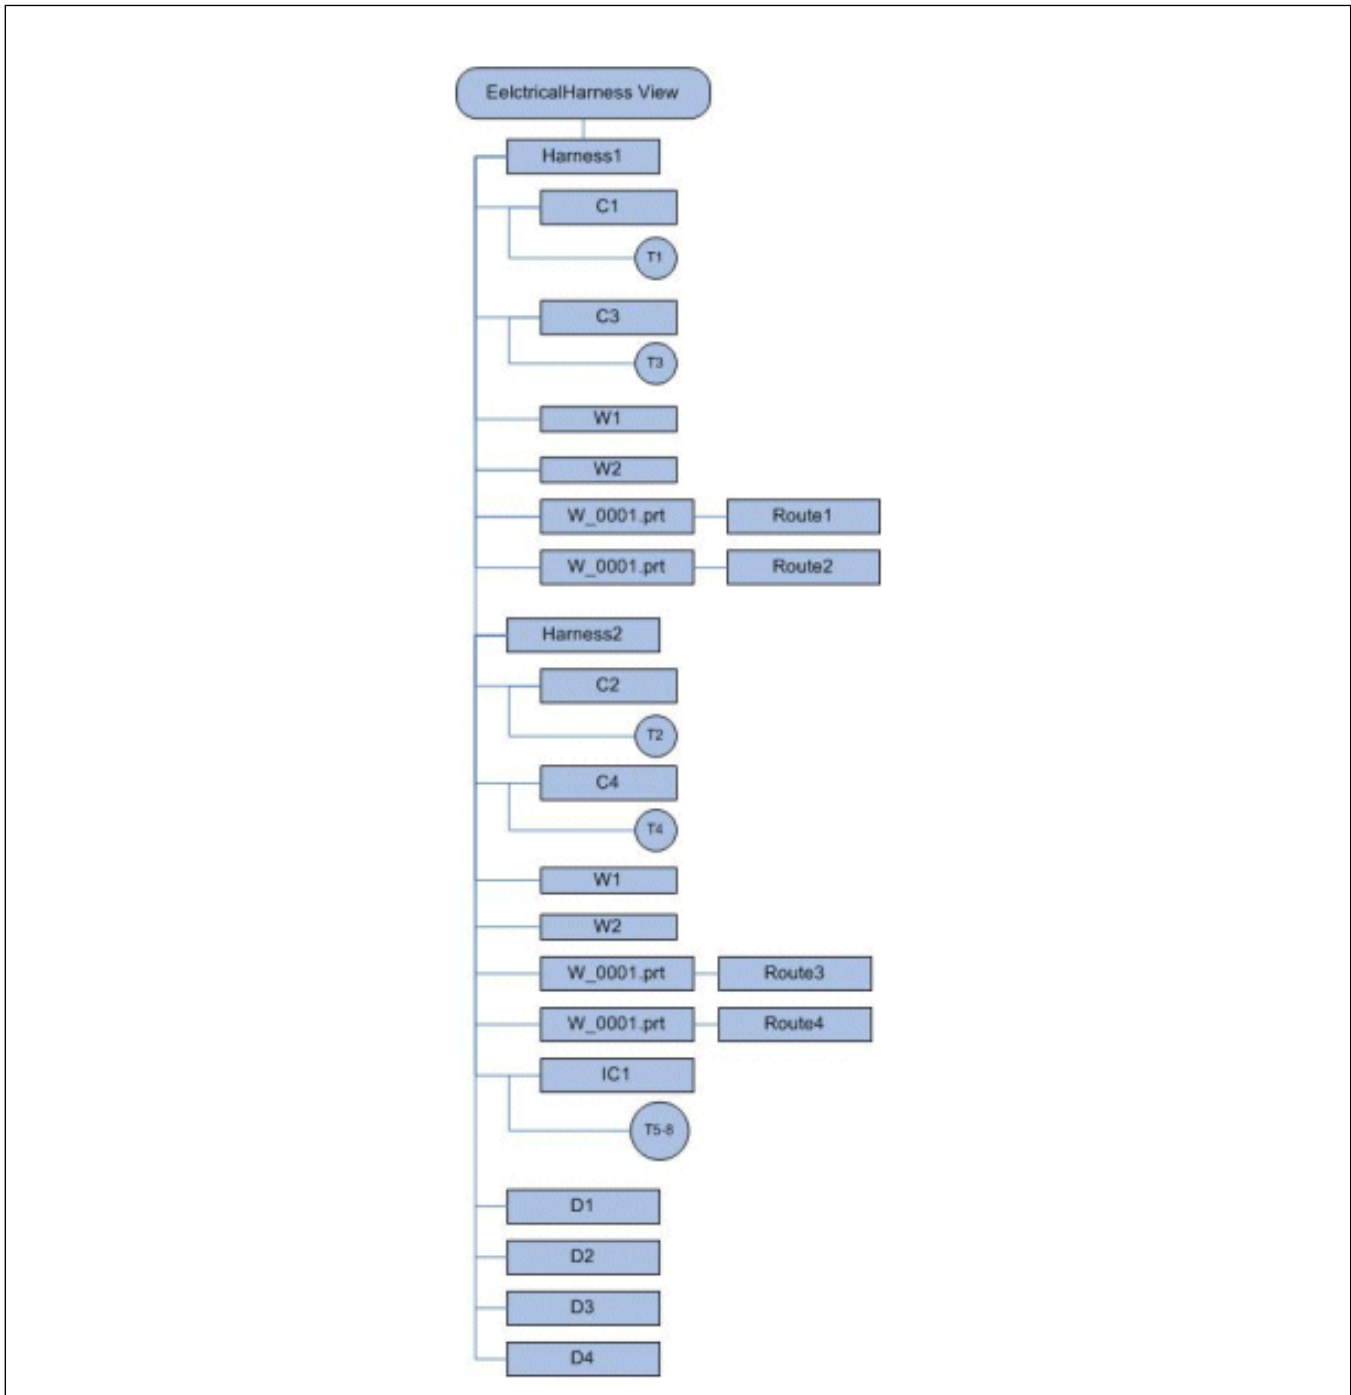 EelctricalHarness View
Harness1
C1
T1
C3
T3
W1
W2
W_0001.prt Route1
W_0001.prt Route2
Harness2
C2
T2
C4
T4
W1
W2
W_0001.prt Route3
W_0001.prt Route4
IC1
T5-8
D1
D2
D3
D4